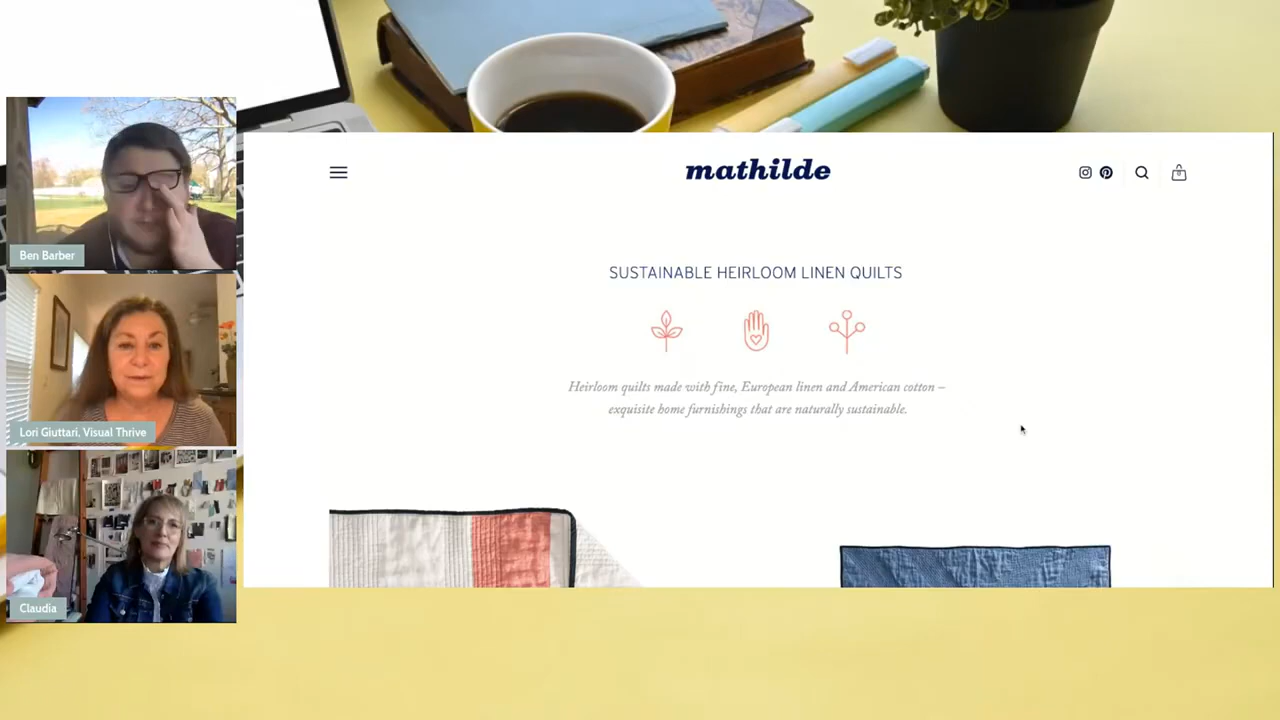 mathilde
0
SUSTAINABLE HEIRLOOM LINEN QUILTS
Heirloom quilts made with fine, European linen and American cotton –
exquisite home furnishings that are naturally sustainable.
Ben Barber
Lori Giuttari, Visual Thrive
Claudia